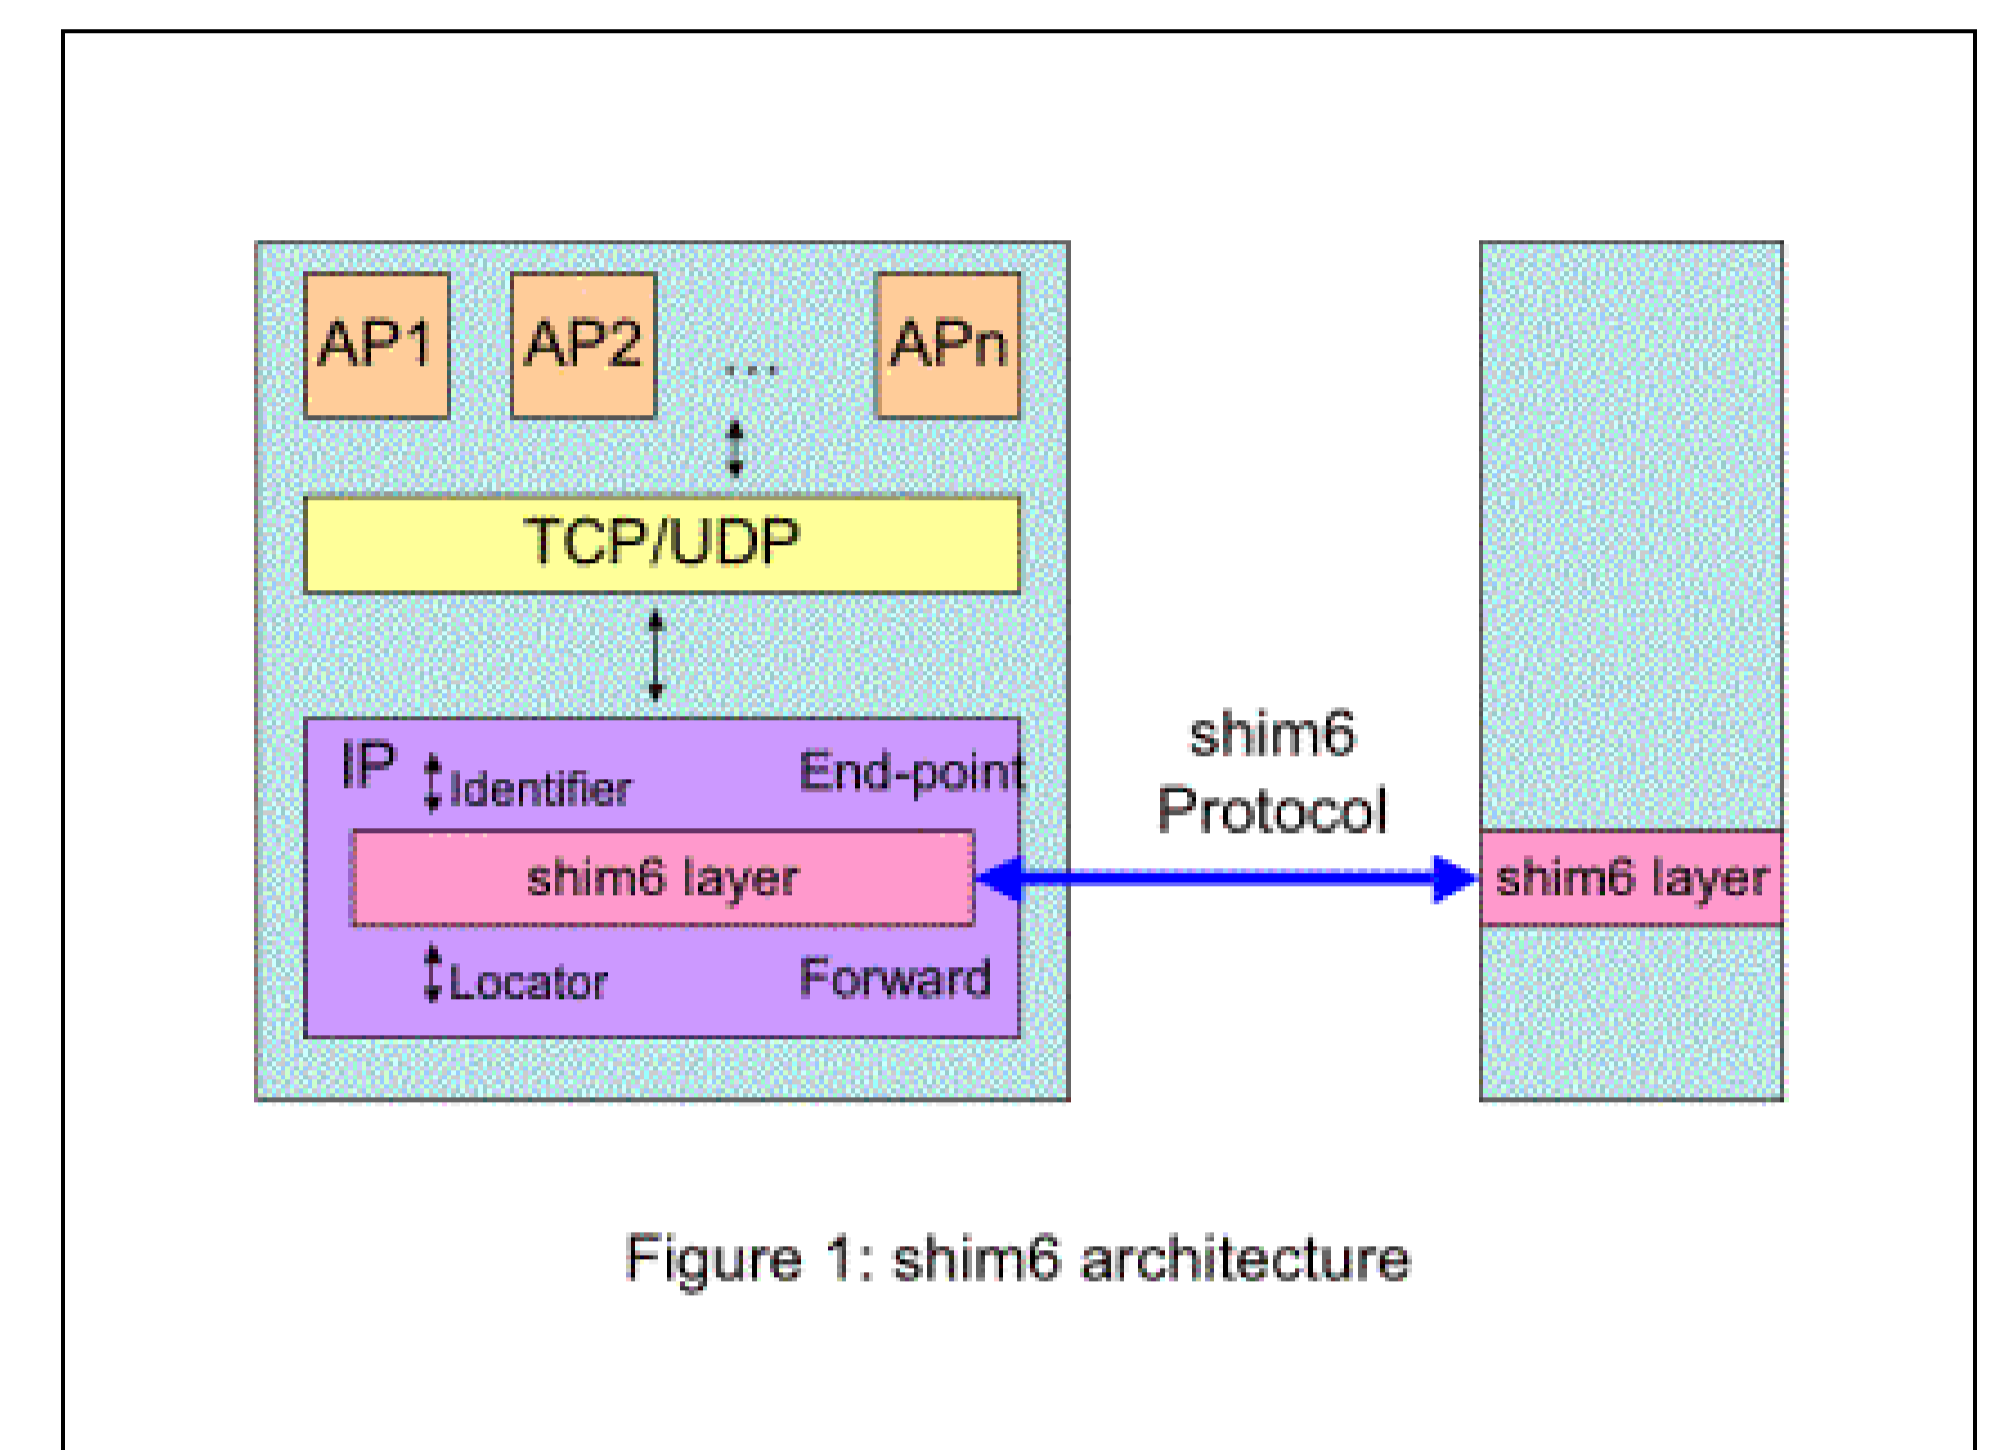 AP1 AP2 ... APn
TCP/UDP
IP
Identifier
End-point
shim6 layer
Locator
Forward
shim6
Protocol
shim6 layer
Figure 1: shim6 architecture